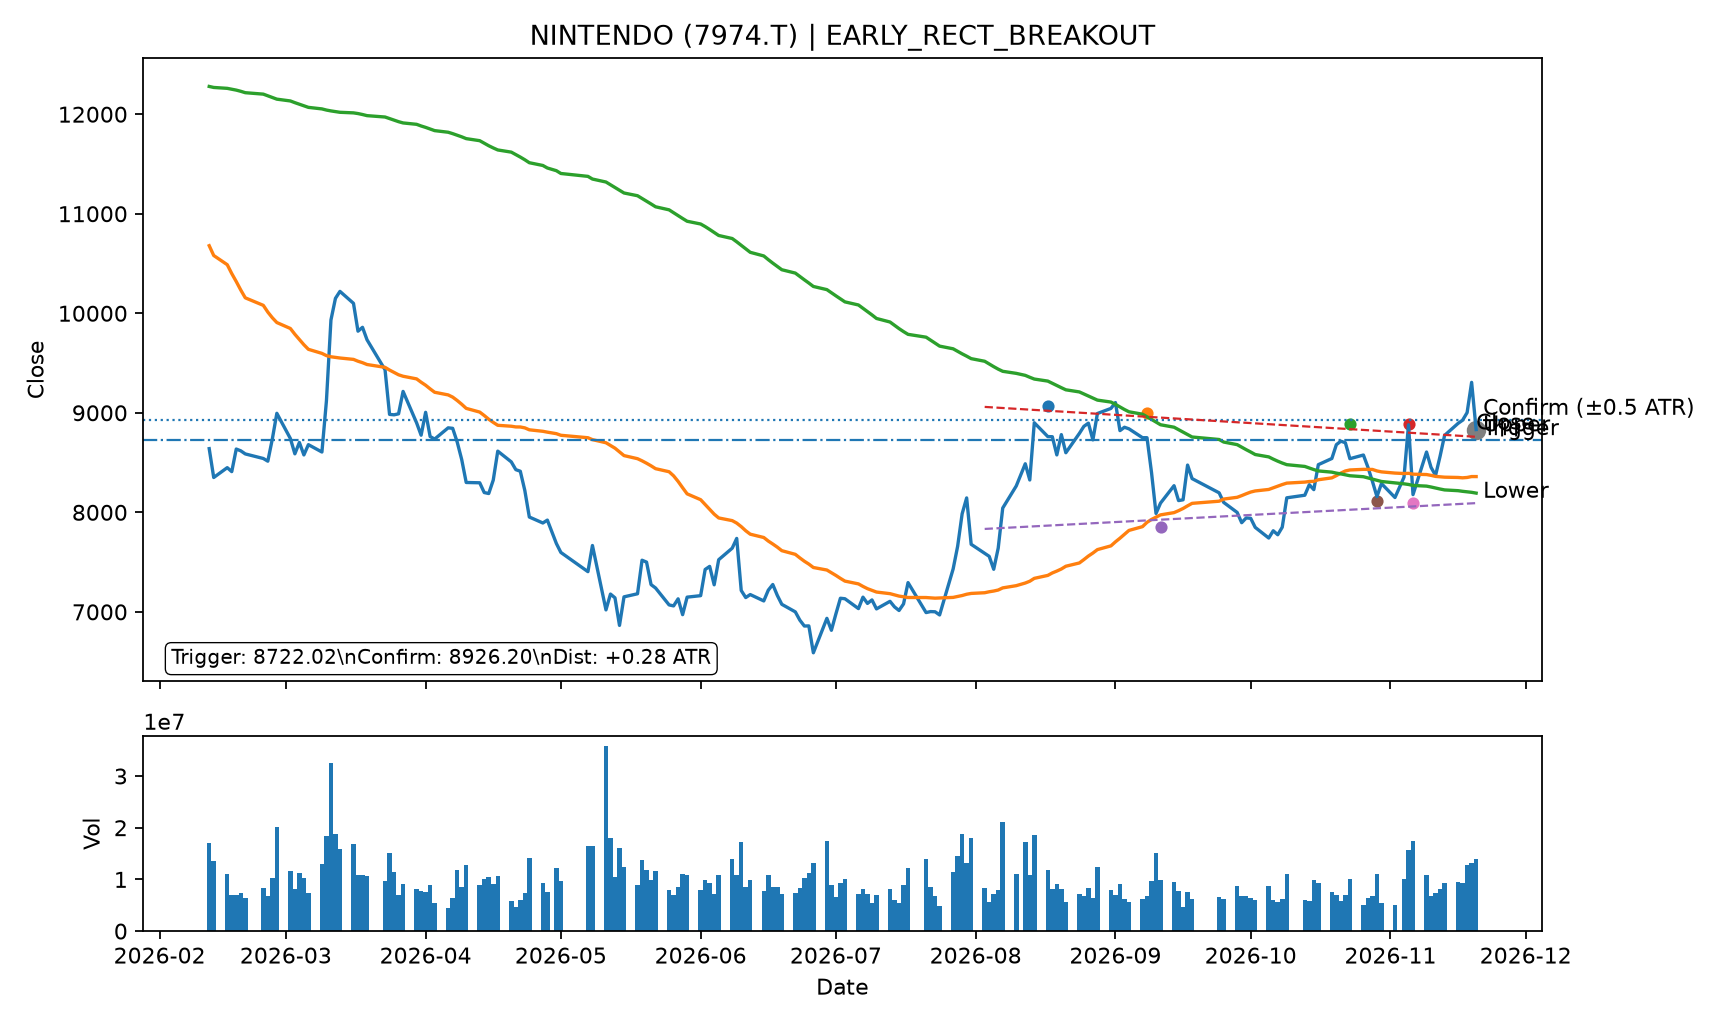 NINTENDO (7974.T) | EARLY_RECT_BREAKOUT
Close
12000
11000
10000
9000
8000
7000
Confirm (±0.5 ATR)
Trigger
Lower
Trigger: 8722.02\nConfirm: 8926.20\nDist: +0.28 ATR
1e7
Vol
3
2
1
0
2026-02
2026-03
2026-04
2026-05
2026-06
2026-07
2026-08
2026-09
2026-10
2026-11
2026-12
Date